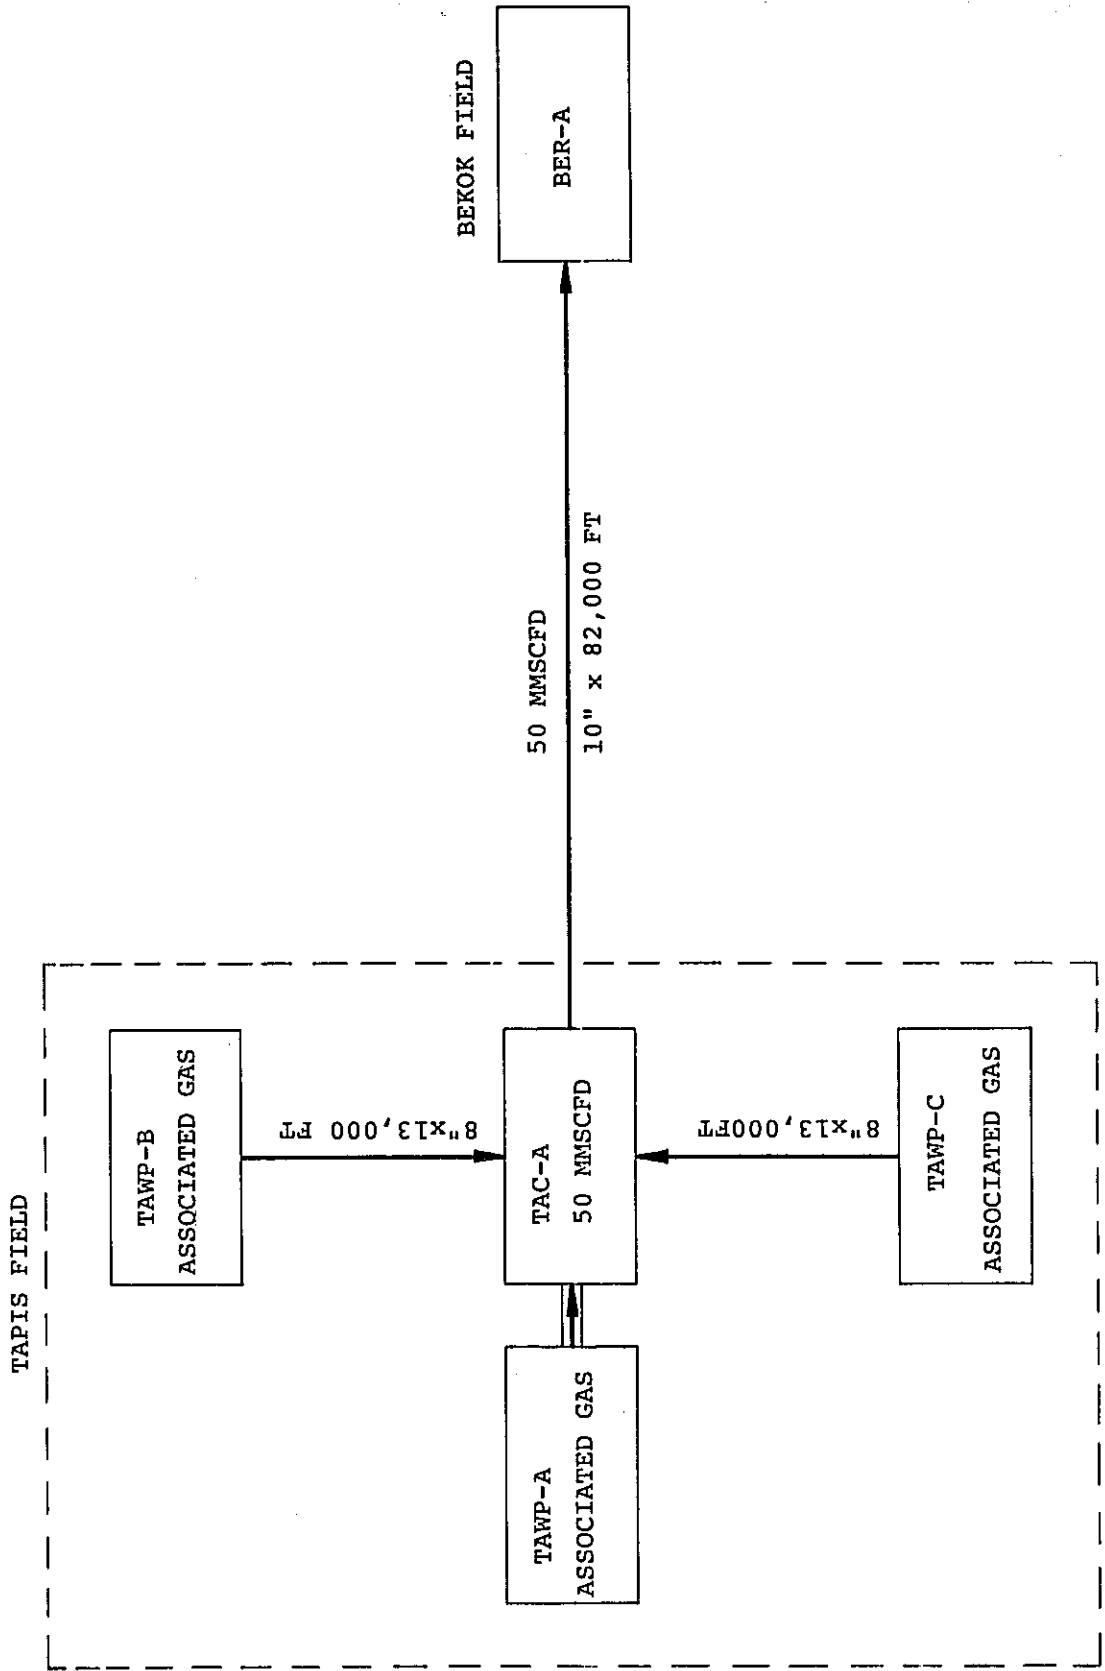 TAPIS FIELD
TAWP-B
ASSOCIATED GAS
8"x13,000 FT
TAWP-A
ASSOCIATED GAS
TAC-A
50 MMSCFD
8"x13,000FT
TAWP-C
ASSOCIATED GAS
50 MMSCFD
10" x 82,000 FT
BEKOK FIELD
BER-A